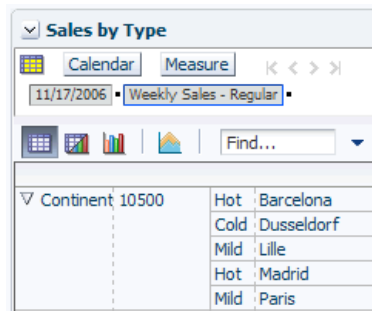 Sales by Type
Calendar Measure
11/17/2006 Weekly Sales - Regular
Find...
Continent 10500 Hot Barcelona
Cold Dusseldorf
Mild Lille
Hot Madrid
Mild Paris